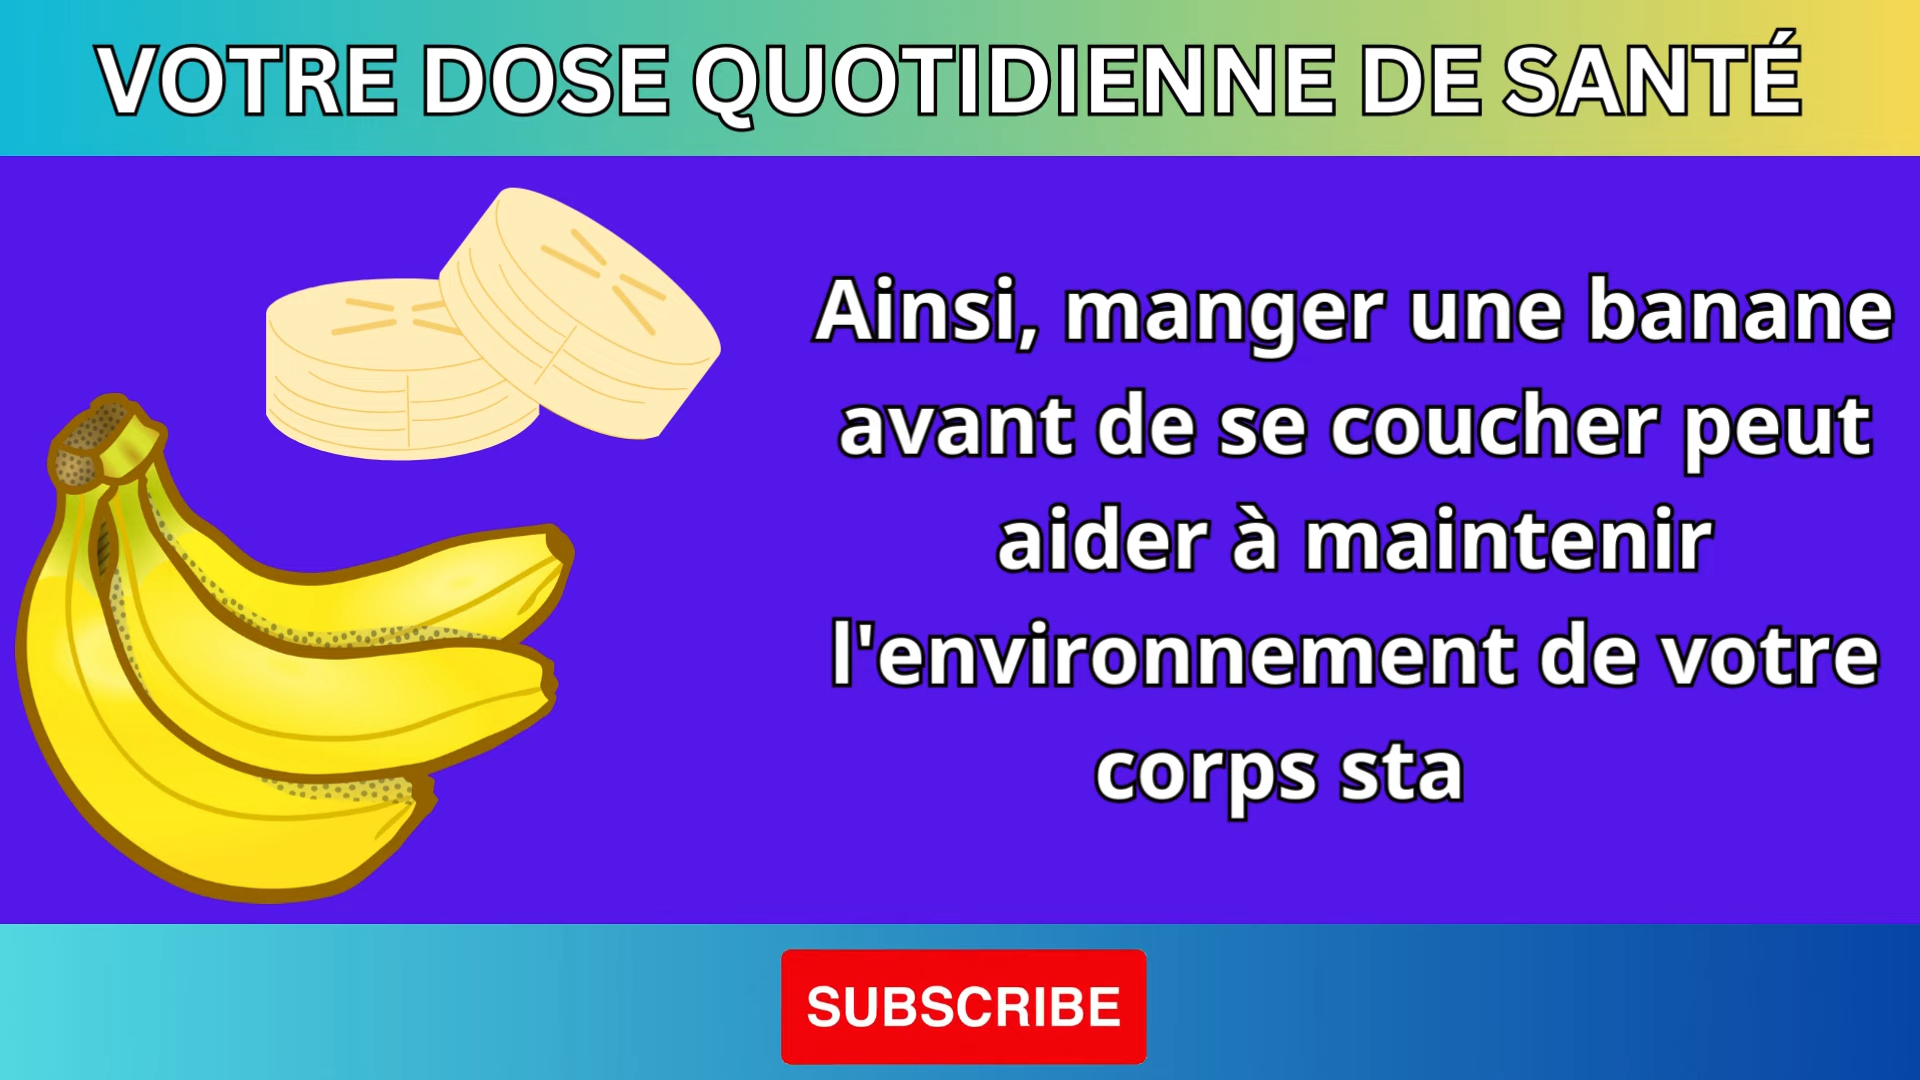 VOTRE DOSE QUOTIDIENNE DE SANTÉ
Ainsi, manger une banane
avant de se coucher peut
aider à maintenir
l'environnement de votre
corps sta
SUBSCRIBE